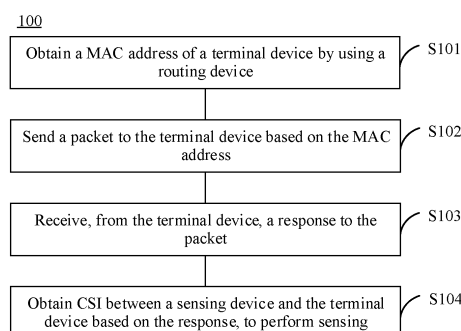 100
Obtain a MAC address of a terminal device by using a
routing device
S101
Send a packet to the terminal device based on the MAC
address
S102
Receive, from the terminal device, a response to the
packet
S103
Obtain CSI between a sensing device and the terminal
device based on the response, to perform sensing
S104